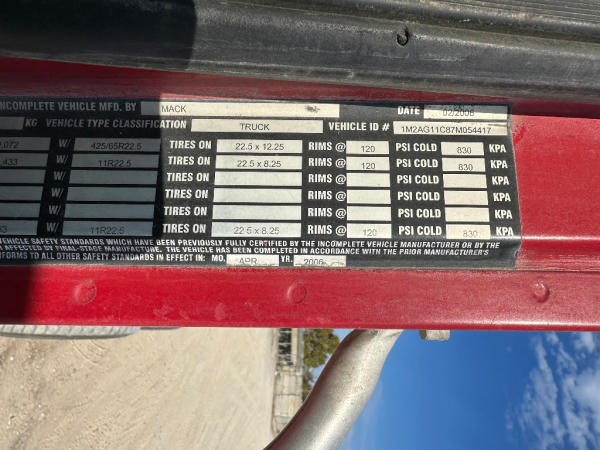 INCOMPLETE VEHICLE MFD. BY MACK DATE 02/2006
KG VEHICLE TYPE CLASSIFICATION TRUCK VEHICLE ID # 1M2AG11C87M054417
,072 W/ 425/65R22.5 TIRES ON 22.5 x 12.25 RIMS @ 120 PSI COLD 830 KPA
,433 W/ 11R22.5 TIRES ON 22.5 x 8.25 RIMS @ 120 PSI COLD 830 KPA
W/ TIRES ON RIMS @ PSI COLD KPA
W/ TIRES ON RIMS @ PSI COLD KPA
W/ TIRES ON RIMS @ PSI COLD KPA
33 W/ 11R22.5 TIRES ON 22.5 x 8.25 RIMS @ 120 PSI COLD 830 KPA
VEHICLE SAFETY STANDARDS WHICH HAVE BEEN PREVIOUSLY FULLY CERTIFIED BY THE INCOMPLETE VEHICLE MANUFACTURER OR BY THE
AFFECTED BY FINAL-STAGE MANUFACTURE. THE VEHICLE HAS BEEN COMPLETED IN ACCORDANCE WITH THE PRIOR MANUFACTURER'S
TO ALL OTHER SAFETY STANDARDS IN EFFECT IN: MO. APR YR. 2006